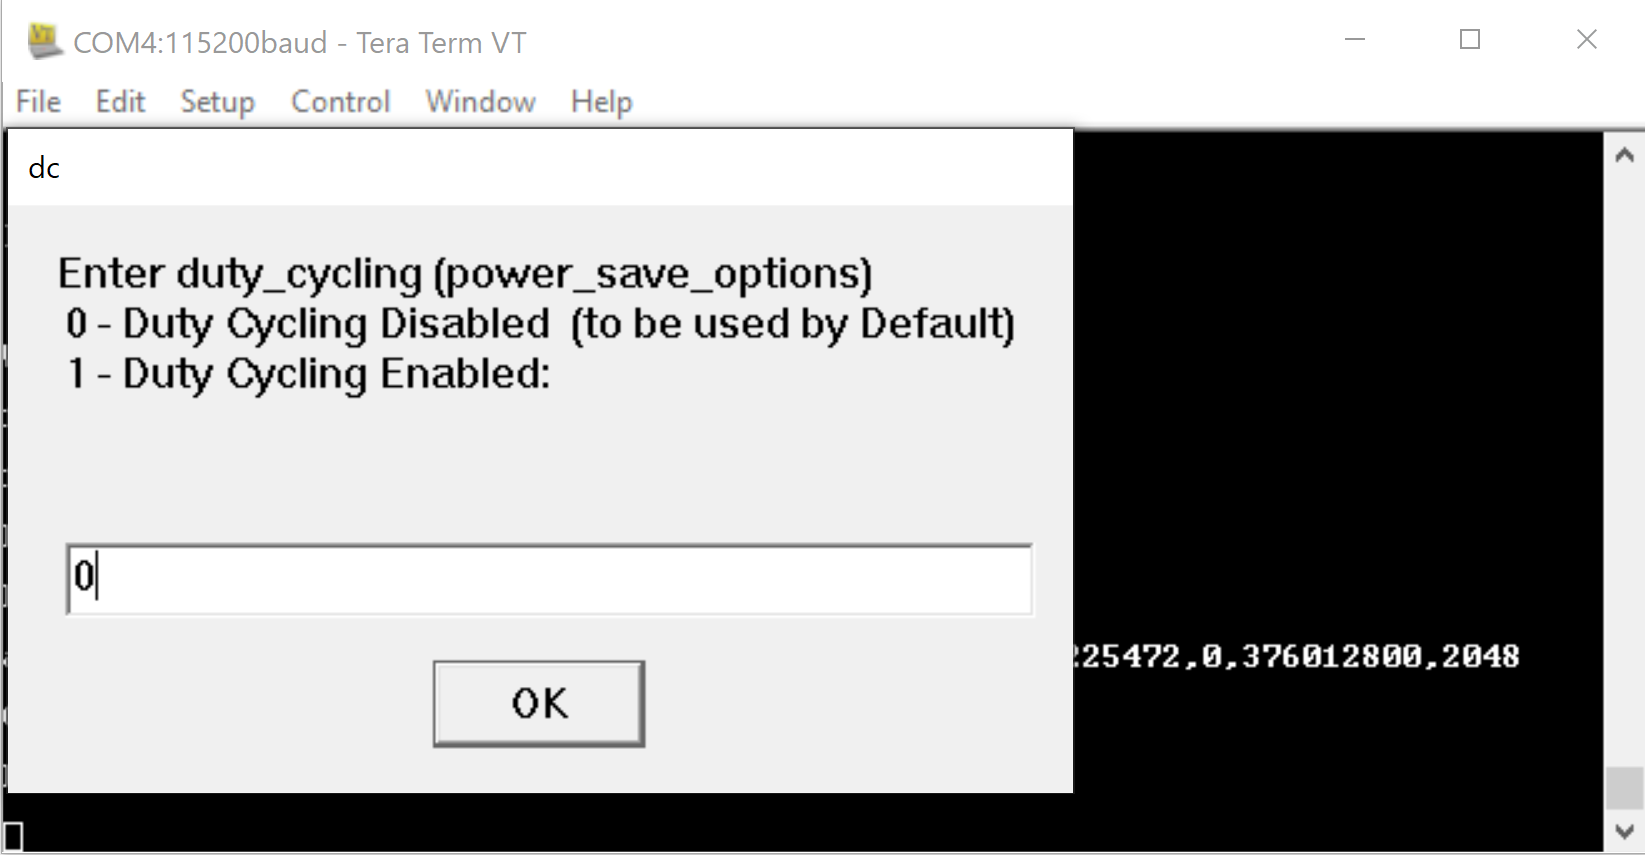 COM4:115200baud - Tera Term VT
File Edit Setup Control Window Help
dc
Enter duty_cycling (power_save_options)
0 - Duty Cycling Disabled (to be used by Default)
1 - Duty Cycling Enabled:
0
225472,0,376012800,2048
OK